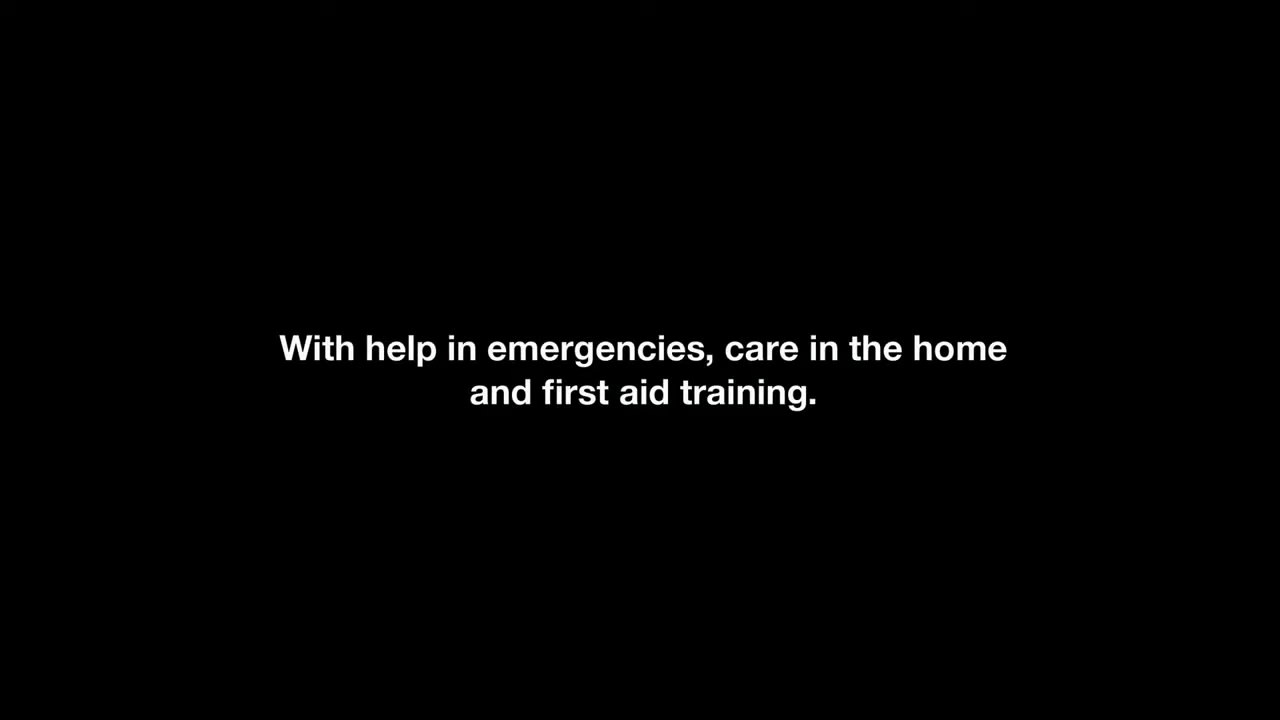 With help in emergencies, care in the home
and first aid training.